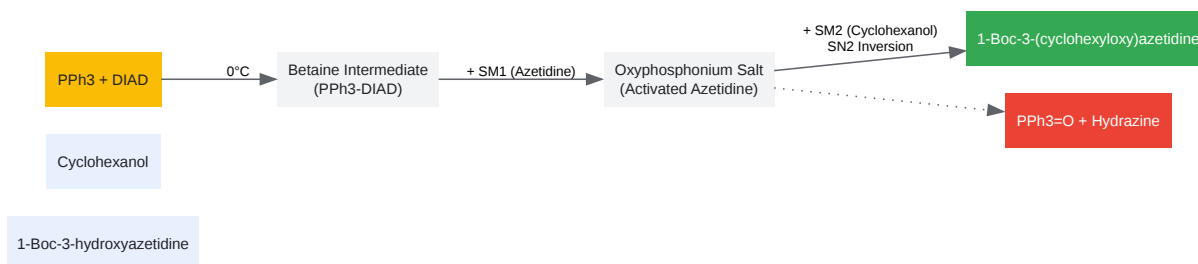 PPh3 + DIAD
0°C
Betaine Intermediate
(PPh3-DIAD)
+ SM1 (Azetidine)
Oxyphosphonium Salt
(Activated Azetidine)
+ SM2 (Cyclohexanol)
SN2 Inversion
1-Boc-3-(cyclohexyloxy)azetidine
PPh3=O + Hydrazine
Cyclohexanol
1-Boc-3-hydroxyazetidine